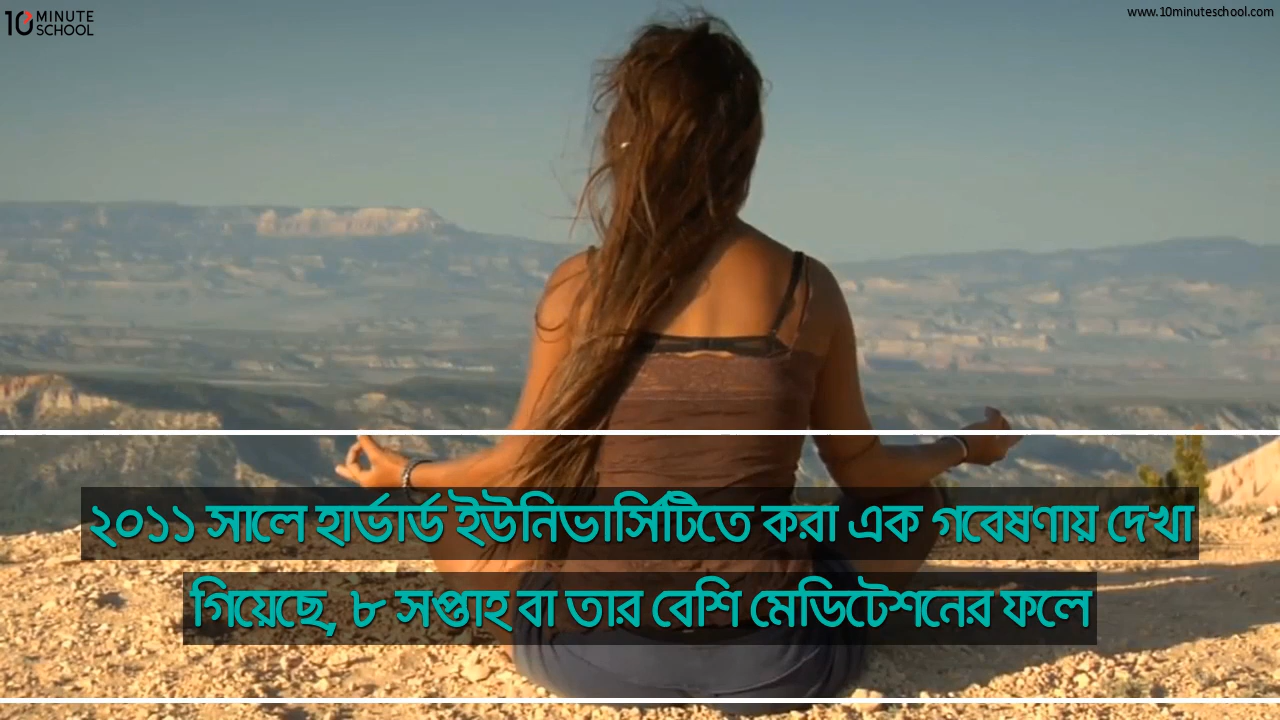 10 MINUTE SCHOOL
www.10minuteschool.com
২০১১ সালে হার্ভার্ড ইউনিভার্সিটিতে করা এক গবেষণায় দেখা
গিয়েছে, ৮ সপ্তাহ বা তার বেশি মেডিটেশনের ফলে